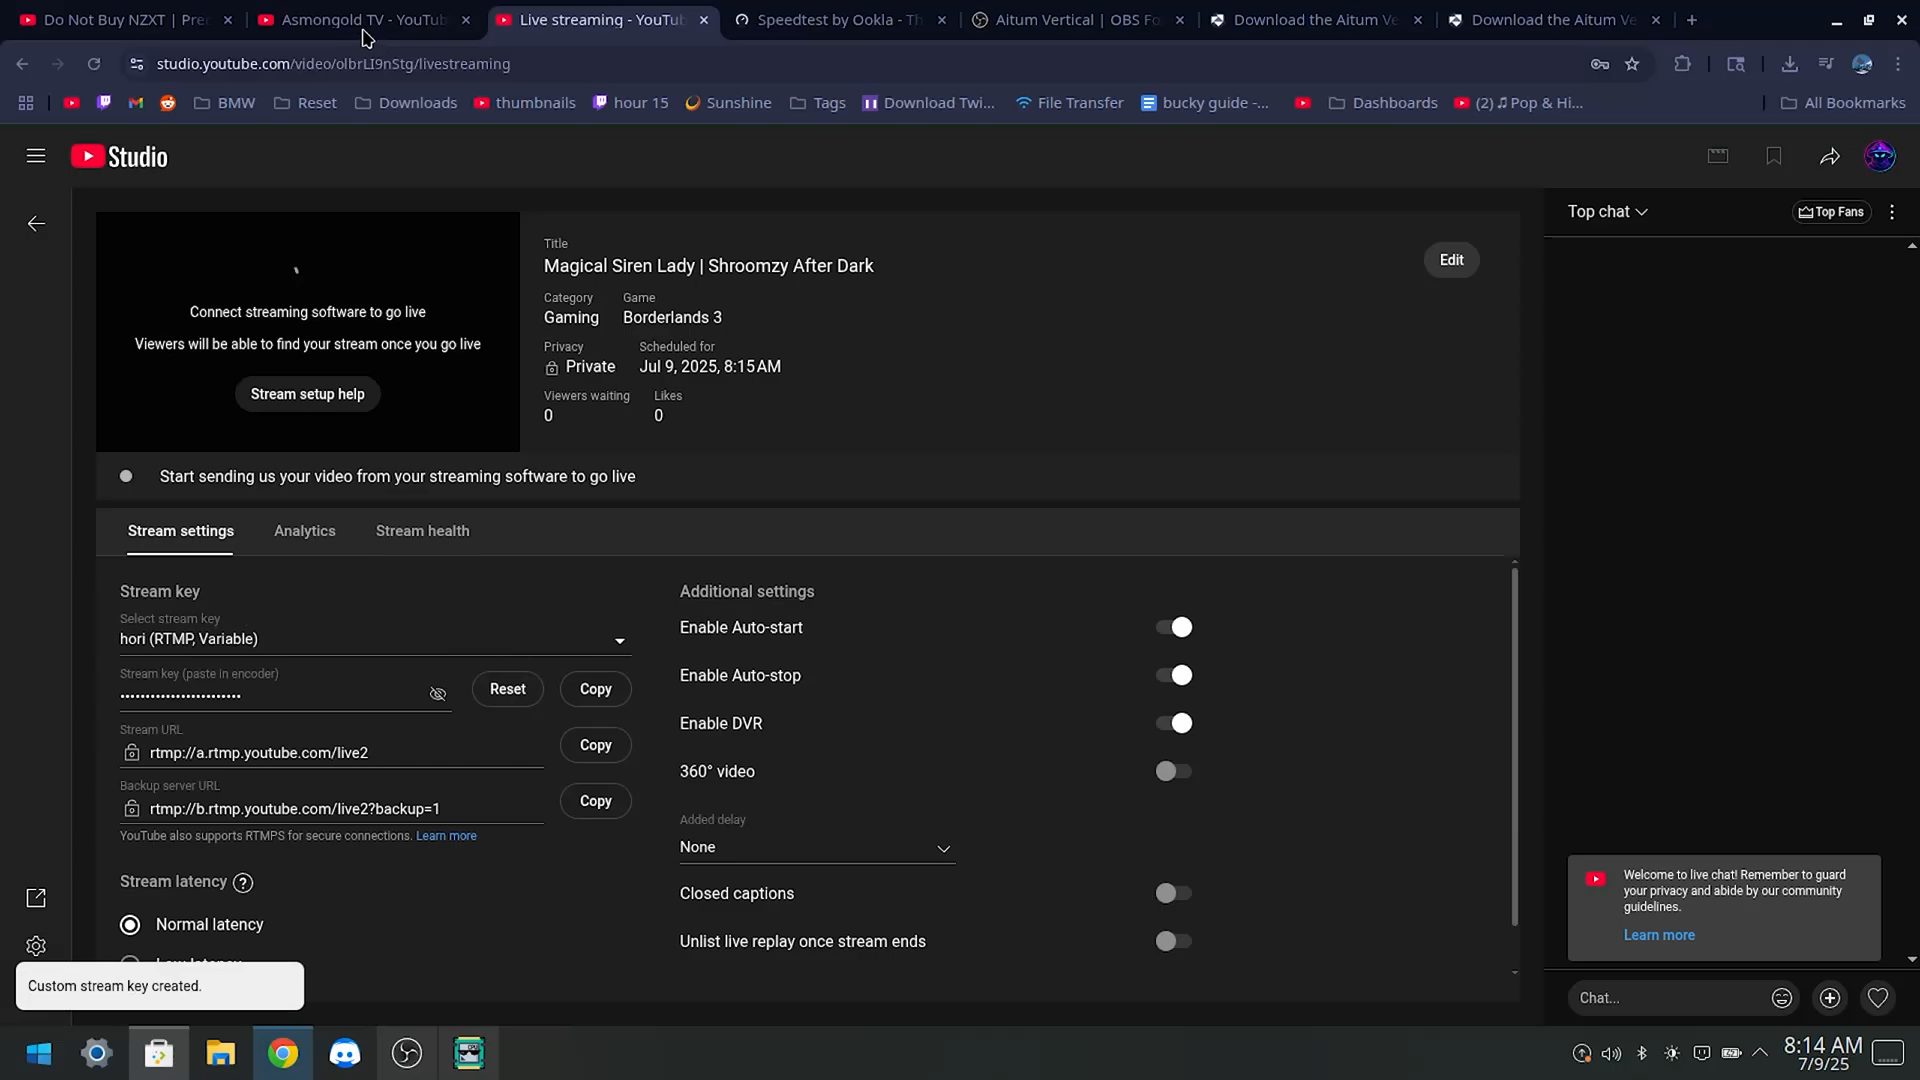 Do Not Buy NZXT | Pre
Asmongold TV - YouTub
Live streaming - YouTub
Speedtest by Ookla - Th
Aitum Vertical | OBS Fo
Download the Aitum Ve
Download the Aitum Ve
studio.youtube.com/video/olbrLI9nStg/livestreaming
BMW
Reset
Downloads
thumbnails
hour 15
Sunshine
Tags
Download Twi...
File Transfer
bucky guide -...
Dashboards
(2) ♫ Pop & Hi...
All Bookmarks
Studio
Connect streaming software to go live
Viewers will be able to find your stream once you go live
Stream setup help
Title
Magical Siren Lady | Shroomzy After Dark
Edit
Category Game
Gaming Borderlands 3
Privacy Scheduled for
Private Jul 9, 2025, 8:15 AM
Viewers waiting Likes
0 0
Top chat
Top Fans
Start sending us your video from your streaming software to go live
Stream settings
Analytics
Stream health
Stream key
Select stream key
hori (RTMP, Variable)
Stream key (paste in encoder)
••••••••••••••••••••••••
Reset
Copy
Stream URL
rtmp://a.rtmp.youtube.com/live2
Copy
Backup server URL
rtmp://b.rtmp.youtube.com/live2?backup=1
Copy
YouTube also supports RTMPS for secure connections. Learn more
Stream latency
Normal latency
Low latency
Additional settings
Enable Auto-start
Enable Auto-stop
Enable DVR
360° video
Added delay
None
Closed captions
Unlist live replay once stream ends
Welcome to live chat! Remember to guard
your privacy and abide by our community
guidelines.
Learn more
Chat...
Custom stream key created.
8:14 AM
7/9/25